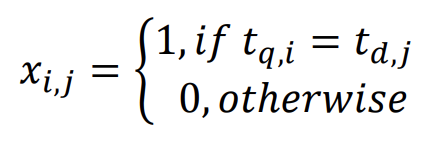 x_{i,j} = { 1, if t_{q,i} = t_{d,j}
0, otherwise